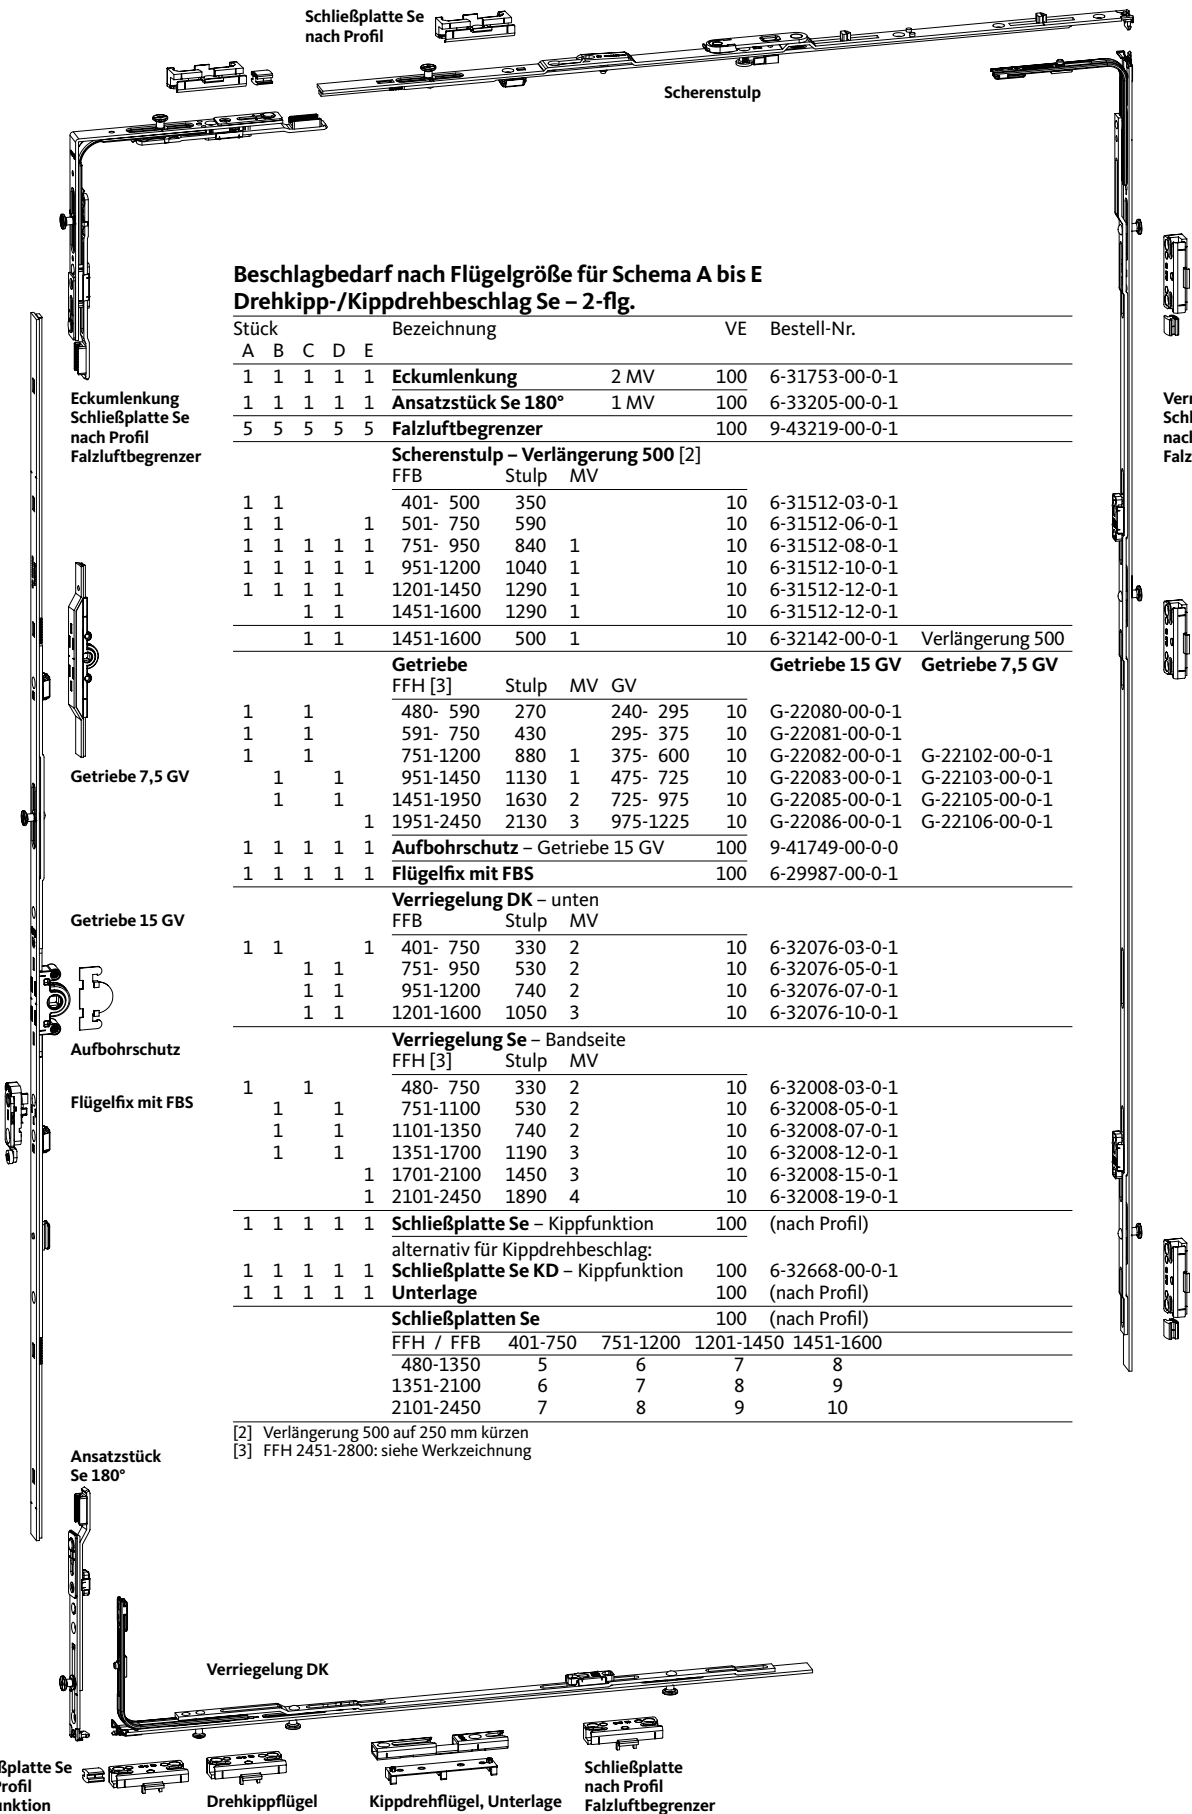 Schließplatte Se
nach Profil
Scherenstulp
Beschlagbedarf nach Flügelgröße für Schema A bis E
Drehkipp-/Kippdrehbeschlag Se – 2-flg.
Stück Bezeichnung VE Bestell-Nr.
A B C D E
1 1 1 1 1 Eckumlenkung 2 MV 100 6-31753-00-0-1
1 1 1 1 1 Ansatzstück Se 180° 1 MV 100 6-33205-00-0-1
5 5 5 5 5 Falzluftbegrenzer 100 9-43219-00-0-1
Scherenstulp – Verlängerung 500 [2]
FFB Stulp MV
1 1 401- 500 350 10 6-31512-03-0-1
1 1 1 501- 750 590 10 6-31512-06-0-1
1 1 1 1 1 751- 950 840 1 10 6-31512-08-0-1
1 1 1 1 1 951-1200 1040 1 10 6-31512-10-0-1
1 1 1 1 1201-1450 1290 1 10 6-31512-12-0-1
1 1 1451-1600 1290 1 10 6-31512-12-0-1
1 1 1451-1600 500 1 10 6-32142-00-0-1 Verlängerung 500
Getriebe Getriebe 15 GV Getriebe 7,5 GV
FFH [3] Stulp MV GV
1 1 480- 590 270 240- 295 10 G-22080-00-0-1
1 1 591- 750 430 295- 375 10 G-22081-00-0-1
1 1 751-1200 880 1 375- 600 10 G-22082-00-0-1 G-22102-00-0-1
1 1 951-1450 1130 1 475- 725 10 G-22083-00-0-1 G-22103-00-0-1
1 1 1451-1950 1630 2 725- 975 10 G-22085-00-0-1 G-22105-00-0-1
1 1951-2450 2130 3 975-1225 10 G-22086-00-0-1 G-22106-00-0-1
1 1 1 1 1 Aufbohrschutz – Getriebe 15 GV 100 9-41749-00-0-0
1 1 1 1 1 Flügelfix mit FBS 100 6-29987-00-0-1
Verriegelung DK – unten
FFB Stulp MV
1 1 1 401- 750 330 2 10 6-32076-03-0-1
1 1 751- 950 530 2 10 6-32076-05-0-1
1 1 951-1200 740 2 10 6-32076-07-0-1
1 1 1201-1600 1050 3 10 6-32076-10-0-1
Verriegelung Se – Bandseite
FFH [3] Stulp MV
1 1 480- 750 330 2 10 6-32008-03-0-1
1 1 751-1100 530 2 10 6-32008-05-0-1
1 1 1101-1350 740 2 10 6-32008-07-0-1
1 1 1351-1700 1190 3 10 6-32008-12-0-1
1 1701-2100 1450 3 10 6-32008-15-0-1
1 2101-2450 1890 4 10 6-32008-19-0-1
1 1 1 1 1 Schließplatte Se – Kippfunktion 100 (nach Profil)
alternativ für Kippdrehbeschlag:
1 1 1 1 1 Schließplatte Se KD – Kippfunktion 100 6-32668-00-0-1
1 1 1 1 1 Unterlage 100 (nach Profil)
Schließplatten Se 100 (nach Profil)
FFH / FFB 401-750 751-1200 1201-1450 1451-1600
480-1350 5 6 7 8
1351-2100 6 7 8 9
2101-2450 7 8 9 10
[2] Verlängerung 500 auf 250 mm kürzen
[3] FFH 2451-2800: siehe Werkzeichnung
Eckumlenkung
Schließplatte Se
nach Profil
Falzluftbegrenzer
Getriebe 7,5 GV
Getriebe 15 GV
Aufbohrschutz
Flügelfix mit FBS
Ansatzstück
Se 180°
Verr
Schl
nach
Falz
Verriegelung DK
ßplatte Se
Profil
unktion
Drehkippflügel
Kippdrehflügel, Unterlage
Schließplatte
nach Profil
Falzluftbegrenzer